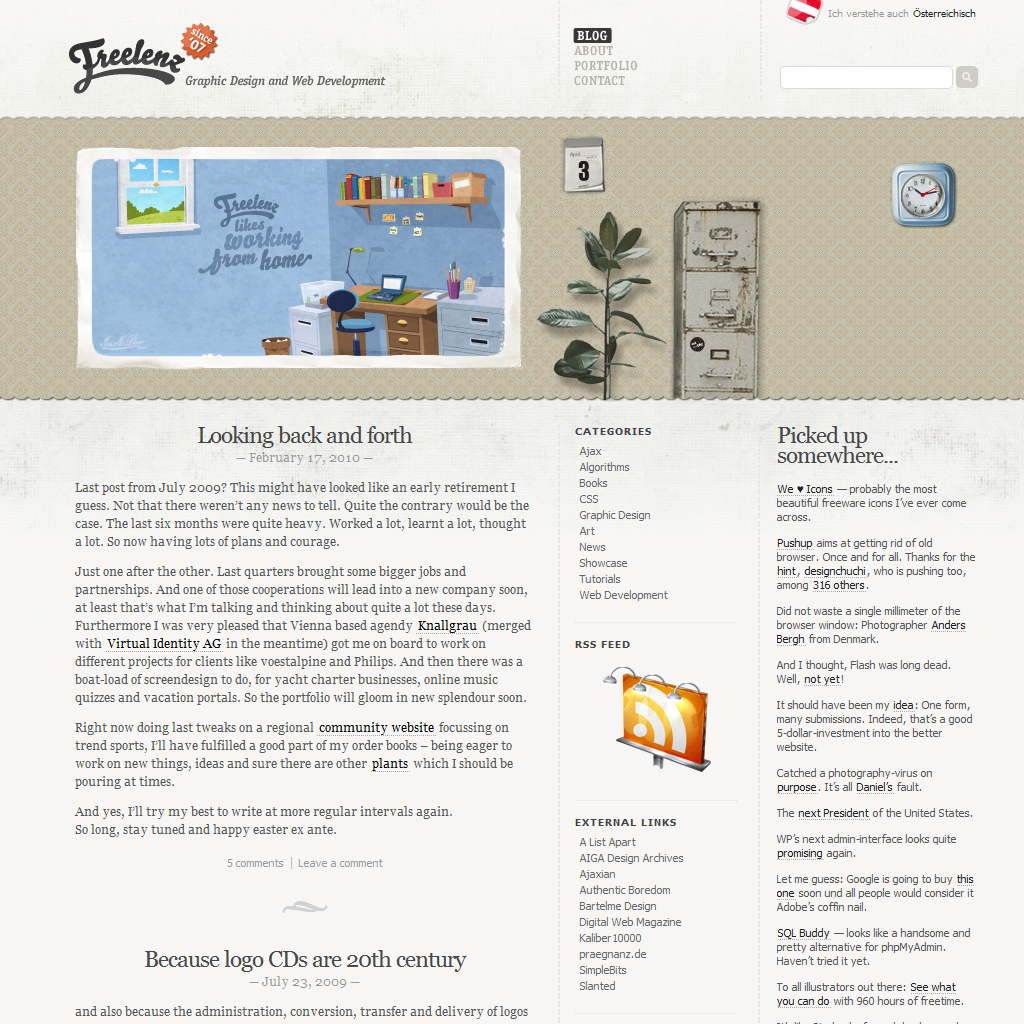 Freelenz
since '07
Graphic Design and Web Development
BLOG
ABOUT
PORTFOLIO
CONTACT
Ich verstehe auch Österreichisch
April
3
Freelenz
likes
working
from home
Looking back and forth
— February 17, 2010 —
Last post from July 2009? This might have looked like an early retirement I
guess. Not that there weren’t any news to tell. Quite the contrary would be the
case. The last six months were quite heavy. Worked a lot, learnt a lot, thought
a lot. So now having lots of plans and courage.
Just one after the other. Last quarters brought some bigger jobs and
partnerships. And one of those cooperations will lead into a new company soon,
at least that’s what I’m talking and thinking about quite a lot these days.
Furthermore I was very pleased that Vienna based agendy Knallgrau (merged
with Virtual Identity AG in the meantime) got me on board to work on
different projects for clients like voestalpine and Philips. And then there was a
boat-load of screendesign to do, for yacht charter businesses, online music
quizzes and vacation portals. So the portfolio will gloom in new splendour soon.
Right now doing last tweaks on a regional community website focussing on
trend sports, I’ll have fulfilled a good part of my order books – being eager to
work on new things, ideas and sure there are other plants which I should be
pouring at times.
And yes, I’ll try my best to write at more regular intervals again.
So long, stay tuned and happy easter ex ante.
5 comments | Leave a comment
Because logo CDs are 20th century
— July 23, 2009 —
and also because the administration, conversion, transfer and delivery of logos
CATEGORIES
Ajax
Algorithms
Books
CSS
Graphic Design
Art
News
Showcase
Tutorials
Web Development
RSS FEED
EXTERNAL LINKS
A List Apart
AIGA Design Archives
Ajaxian
Authentic Boredom
Bartelme Design
Digital Web Magazine
Kaliber10000
praegnanz.de
SimpleBits
Slanted
Picked up
somewhere...
We ♥ Icons — probably the most
beautiful freeware icons I’ve ever come
across.
Pushup aims at getting rid of old
browser. Once and for all. Thanks for the
hint, designchuchi, who is pushing too,
among 316 others.
Did not waste a single millimeter of the
browser window: Photographer Anders
Bergh from Denmark.
And I thought, Flash was long dead.
Well, not yet!
It should have been my idea: One form,
many submissions. Indeed, that’s a good
5-dollar-investment into the better
website.
Catched a photography-virus on
purpose. It’s all Daniel’s fault.
The next President of the United States.
WP’s next admin-interface looks quite
promising again.
Let me guess: Google is going to buy this
one soon und all people would consider it
Adobe’s coffin nail.
SQL Buddy — looks like a handsome and
pretty alternative for phpMyAdmin.
Haven’t tried it yet.
To all illustrators out there: See what
you can do with 960 hours of freetime.